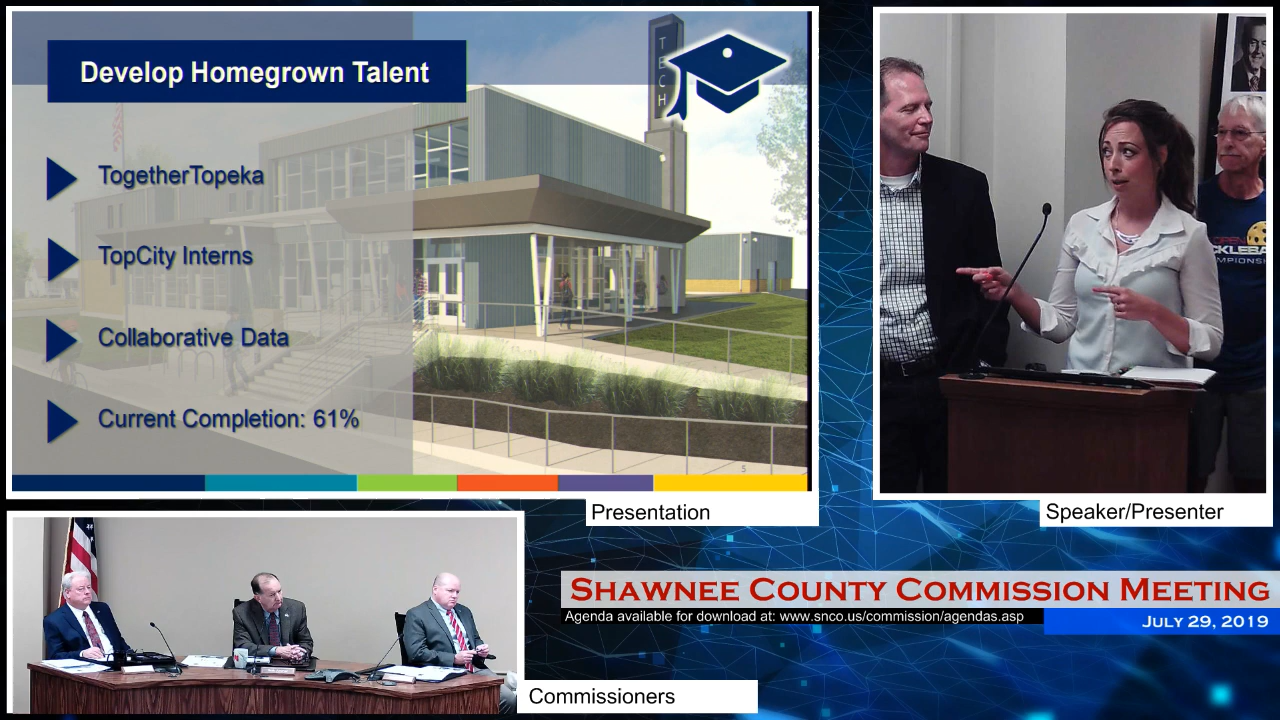 Develop Homegrown Talent
TECH
TogetherTopeka
TopCity Interns
Collaborative Data
Current Completion: 61%
5
Presentation
OPEN
Speaker/Presenter
SHAWNEE COUNTY COMMISSION MEETING
Agenda available for download at: www.snco.us/commission/agendas.asp
JULY 29, 2019
Commissioners